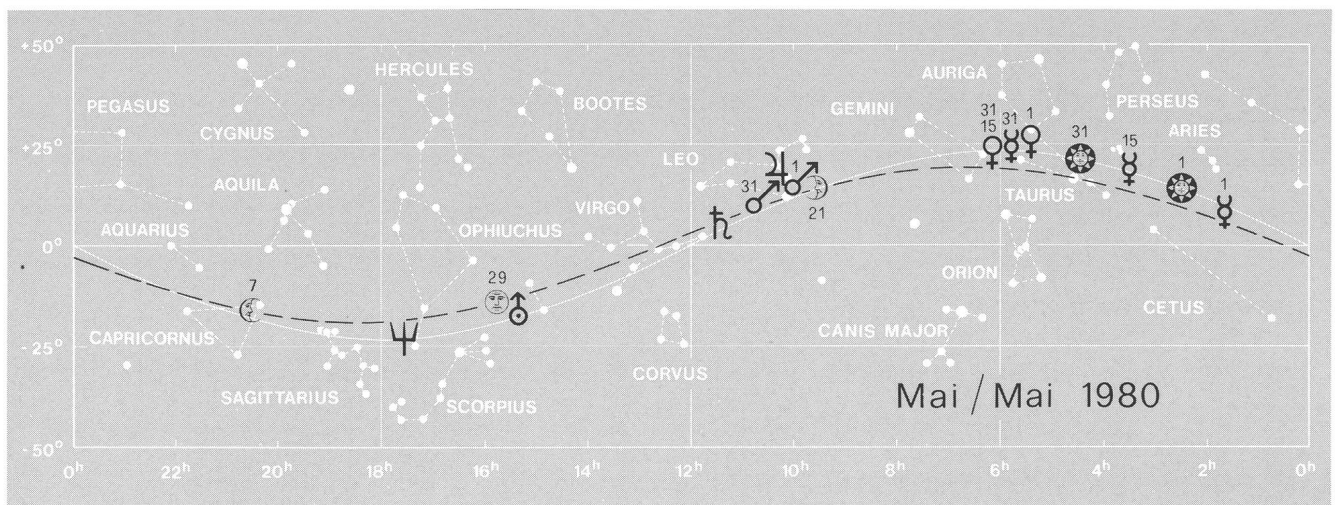 +50°
HERCULES
AURIGA
BOOTES
PERSEUS
PEGASUS
GEMINI
CYGNUS
31
15
31
1
31
15
ARIES
+25°
LEO
1
1
AQUILA
31
21
TAURUS
VIRGO
AQUARIUS
OPHIUCHUS
0°
ORION
7
29
CETUS
CAPRICORNUS
CANIS MAJOR
-25°
CORVUS
SAGITTARIUS
SCORPIUS
Mai / Mai 1980
-50°
0h 22h 20h 18h 16h 14h 12h 10h 8h 6h 4h 2h 0h